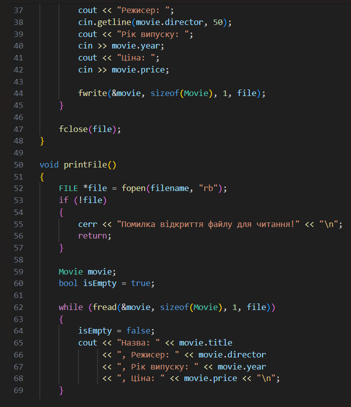 37 cout << "Режисер: ";
38 cin.getline(movie.director, 50);
39 cout << "Рік випуску: ";
40 cin >> movie.year;
41 cout << "Ціна: ";
42 cin >> movie.price;
43
44 fwrite(&movie, sizeof(Movie), 1, file);
45 }
46
47 fclose(file);
48 }
49
50 void printFile()
51 {
52 FILE *file = fopen(filename, "rb");
53 if (!file)
54 {
55 cerr << "Помилка відкриття файлу для читання!" << "\n";
56 return;
57 }
58
59 Movie movie;
60 bool isEmpty = true;
61
62 while (fread(&movie, sizeof(Movie), 1, file))
63 {
64 isEmpty = false;
65 cout << "Назва: " << movie.title
66 << ", Режисер: " << movie.director
67 << ", Рік випуску: " << movie.year
68 << ", Ціна: " << movie.price << "\n";
69 }